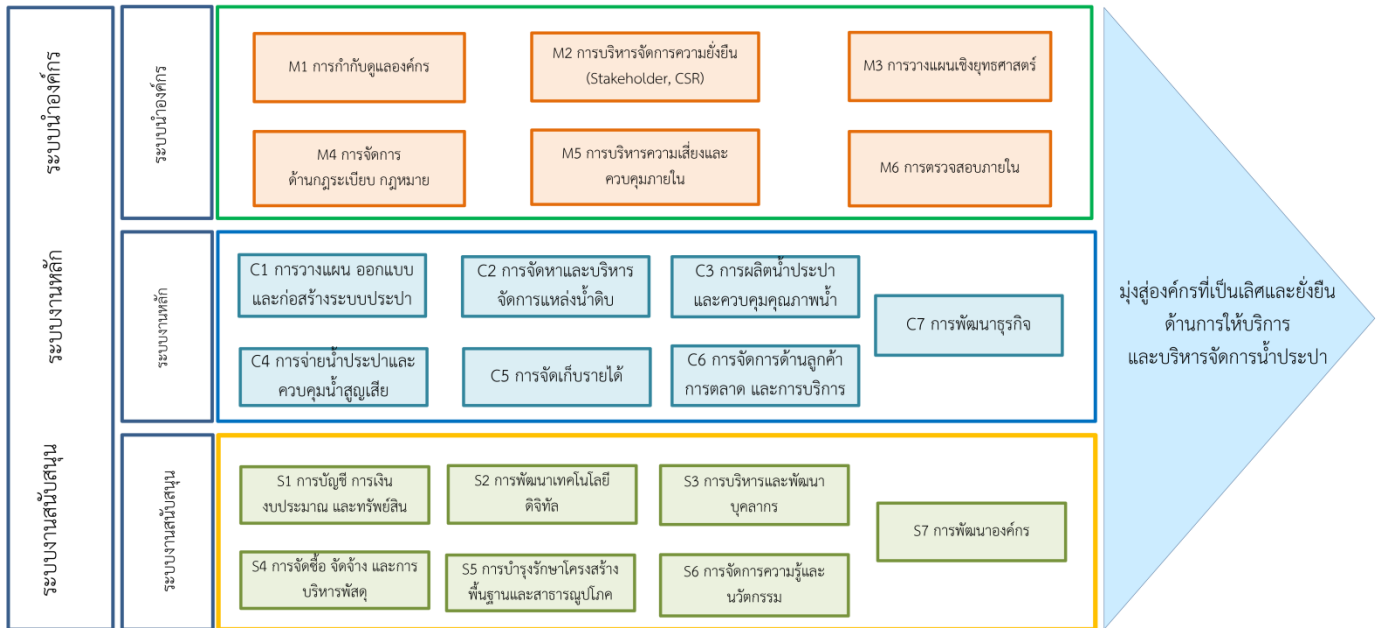 ระบบนำองค์กร
ระบบงานหลัก
ระบบงานสนับสนุน
ระบบนำองค์กร
M1 การกำกับดูแลองค์กร
M2 การบริหารจัดการความยั่งยืน
(Stakeholder, CSR)
M3 การวางแผนเชิงยุทธศาสตร์
M4 การจัดการ
ด้านกฎระเบียบ กฎหมาย
M5 การบริหารความเสี่ยงและ
ควบคุมภายใน
M6 การตรวจสอบภายใน
ระบบงานหลัก
C1 การวางแผน ออกแบบ
และก่อสร้างระบบประปา
C2 การจัดหาและบริหาร
จัดการแหล่งน้ำดิบ
C3 การผลิตน้ำประปา
และควบคุมคุณภาพน้ำ
C4 การจ่ายน้ำประปาและ
ควบคุมน้ำสูญเสีย
C5 การจัดเก็บรายได้
C6 การจัดการด้านลูกค้า
การตลาด และการบริการ
C7 การพัฒนาธุรกิจ
ระบบงานสนับสนุน
S1 การบัญชี การเงิน
งบประมาณ และทรัพย์สิน
S2 การพัฒนาเทคโนโลยี
ดิจิทัล
S3 การบริหารและพัฒนา
บุคลากร
S4 การจัดซื้อ จัดจ้าง และการ
บริหารพัสดุ
S5 การบำรุงรักษาโครงสร้าง
พื้นฐานและสาธารณูปโภค
S6 การจัดการความรู้และ
นวัตกรรม
S7 การพัฒนาองค์กร
มุ่งสู่องค์กรที่เป็นเลิศและยั่งยืน
ด้านการให้บริการ
และบริหารจัดการน้ำประปา